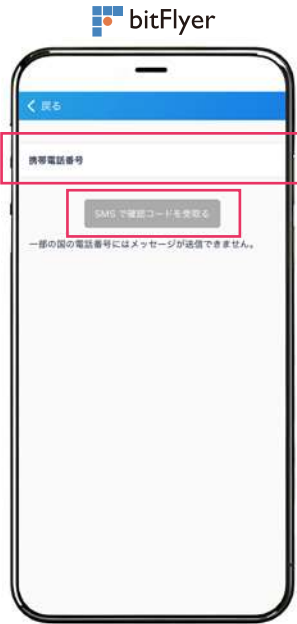 bitFlyer
戻る
携帯電話番号
SMS で確認コードを受取る
一部の国の電話番号にはメッセージが送信できません。